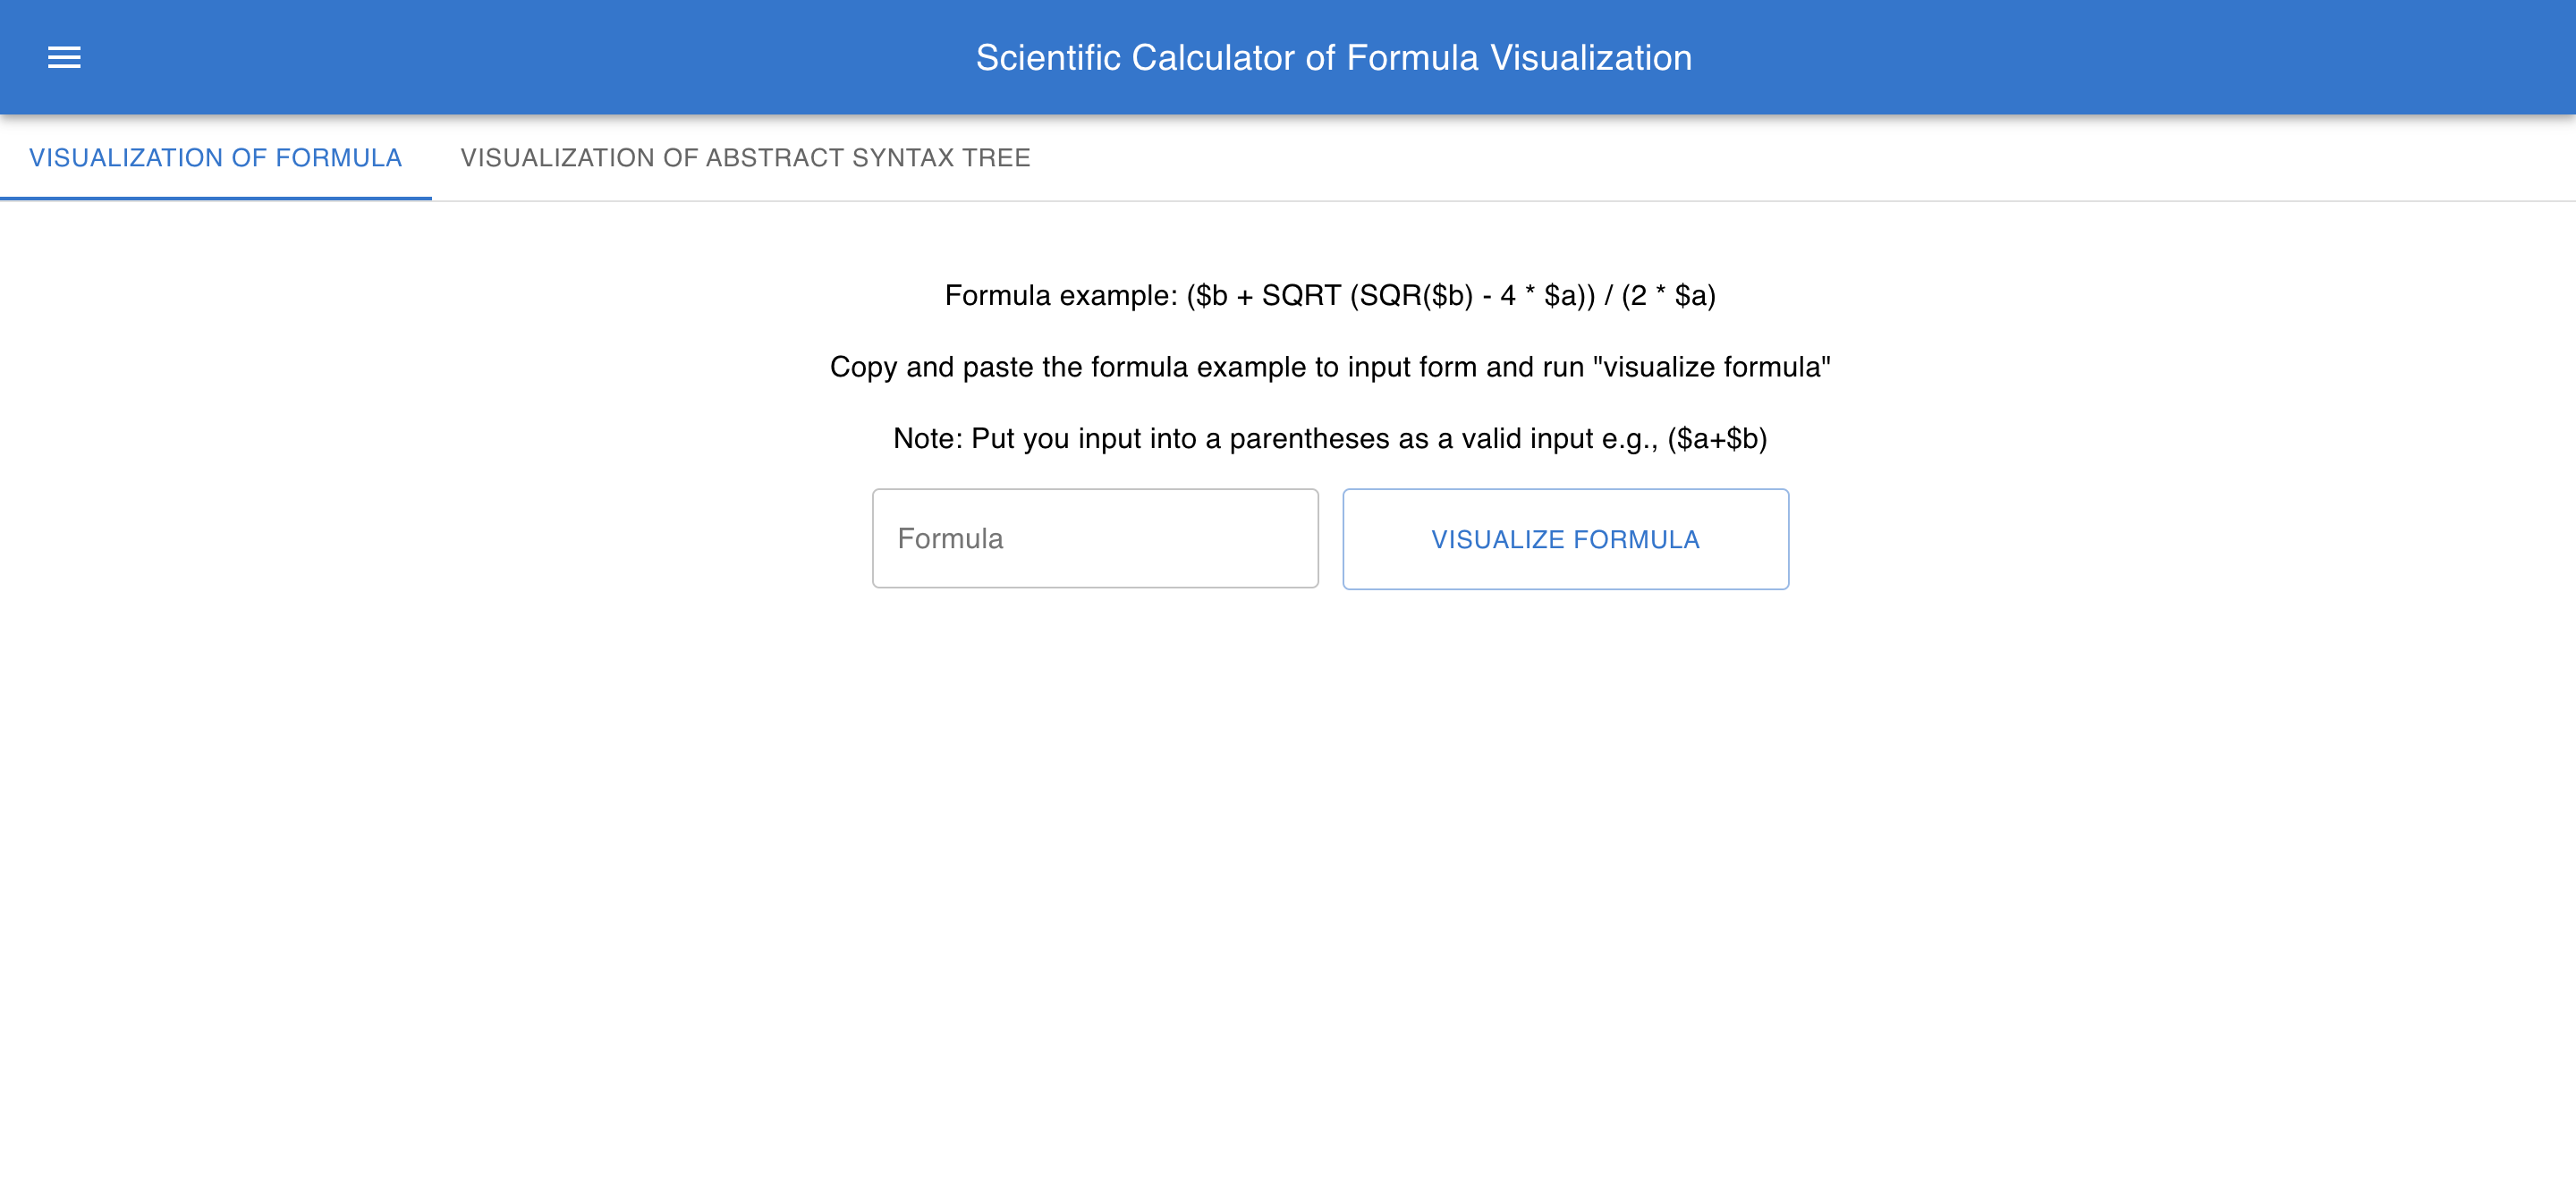 Scientific Calculator of Formula Visualization
VISUALIZATION OF FORMULA
VISUALIZATION OF ABSTRACT SYNTAX TREE
Formula example: ($b + SQRT (SQR($b) - 4 * $a)) / (2 * $a)
Copy and paste the formula example to input form and run "visualize formula"
Note: Put you input into a parentheses as a valid input e.g., ($a+$b)
Formula
VISUALIZE FORMULA